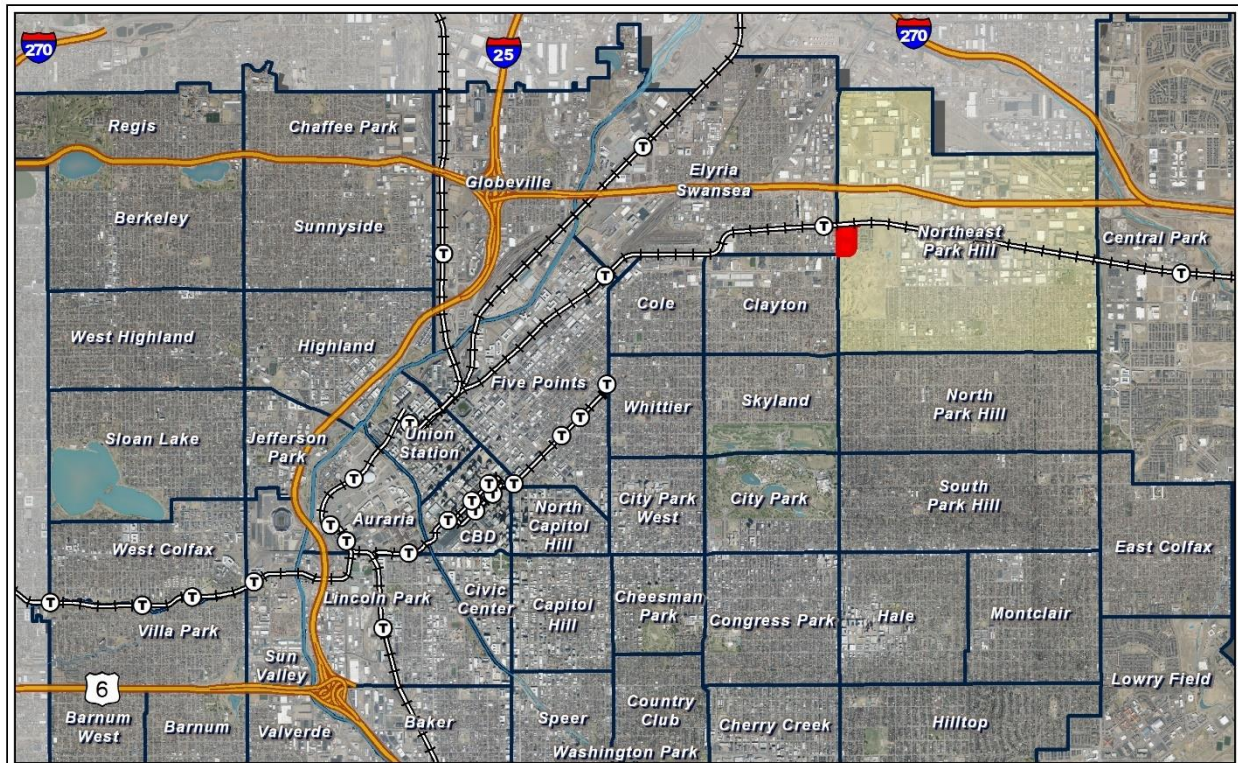 270
25
270
Regis
Chaffee Park
T
Globeville
Elyria
Swansea
Berkeley
Sunnyside
T
T
Northeast
Park Hill
Central Park
T
T
West Highland
Highland
Cole
Clayton
Five Points
T
Whittier
Skyland
North
Park Hill
Sloan Lake
Jefferson
Park
T
Union
Station
T
T
T
Auraria
T
T
T
T
T
T
CBD
North
Capitol
Hill
City Park
West
City Park
South
Park Hill
T
T
T
West Colfax
East Colfax
T
T
T
T
Villa Park
Lincoln Park
T
Civic
Center
Capitol
Hill
Cheesman
Park
Congress Park
Hale
Montclair
Sun
Valley
6
Barnum
West
Barnum
Valverde
Baker
Speer
Country
Club
Washington Park
Cherry Creek
Hilltop
Lowry Field